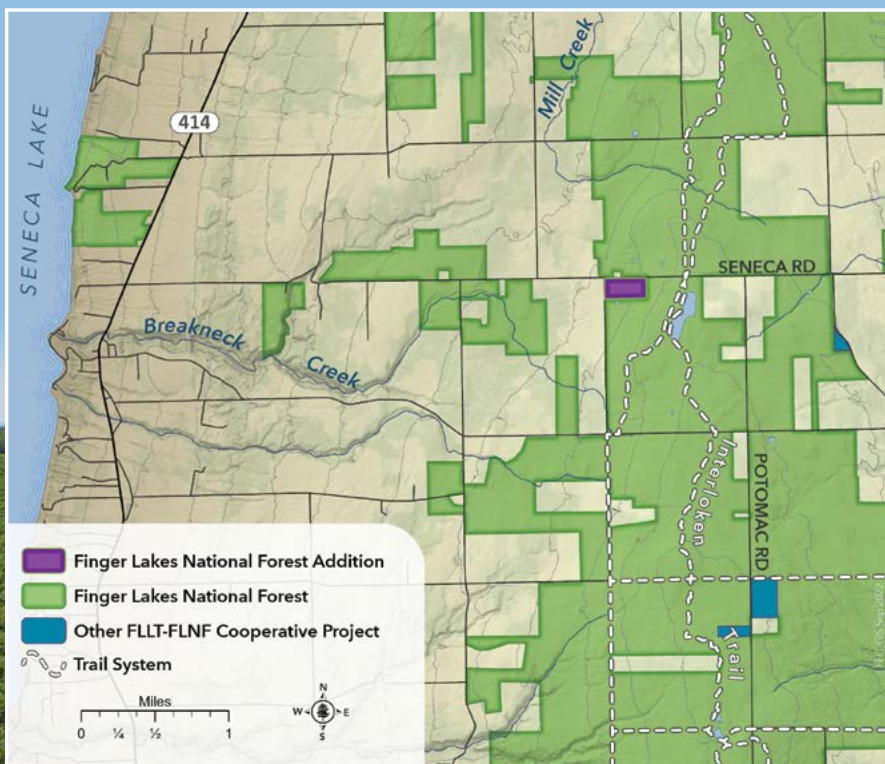 SENECA LAKE
414
Mill Creek
SENECA RD
Breakneck
Creek
Interloken
Trail
POTOMAC RD
Finger Lakes National Forest Addition
Finger Lakes National Forest
Other FLLT-FLNF Cooperative Project
Trail System
Miles
0 ¼ ½ 1
N
W E
S